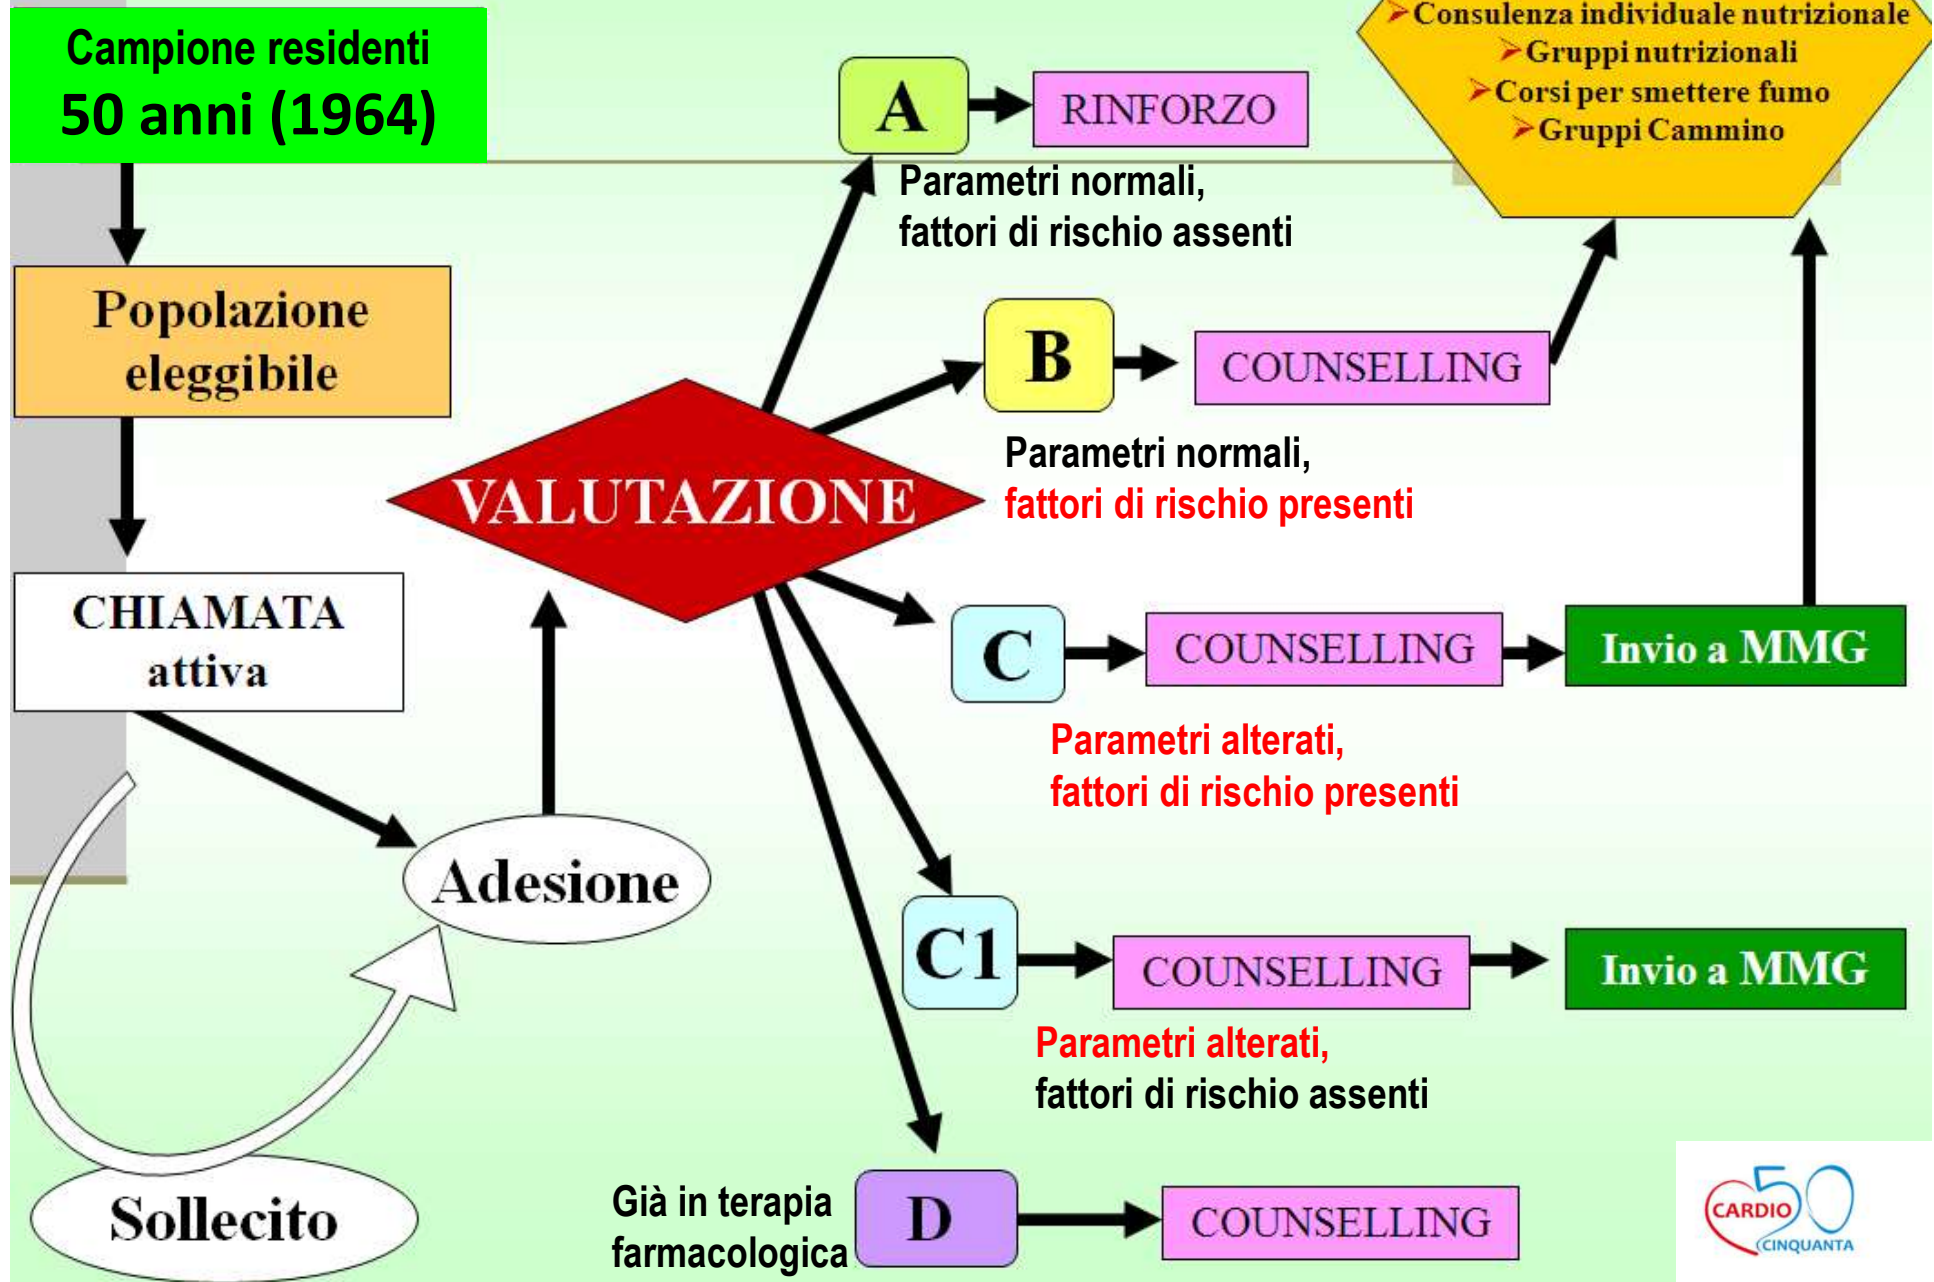 Campione residenti
50 anni (1964)
Popolazione
eleggibile
CHIAMATA
attiva
Adesione
Sollecito
VALUTAZIONE
A
RINFORZO
Parametri normali,
fattori di rischio assenti
➢Consulenza individuale nutrizionale
➢Gruppi nutrizionali
➢Corsi per smettere fumo
➢Gruppi Cammino
B
COUNSELLING
Parametri normali,
fattori di rischio presenti
C
COUNSELLING
Invio a MMG
Parametri alterati,
fattori di rischio presenti
C1
COUNSELLING
Invio a MMG
Parametri alterati,
fattori di rischio assenti
Già in terapia
farmacologica
D
COUNSELLING
CARDIO 50
CINQUANTA